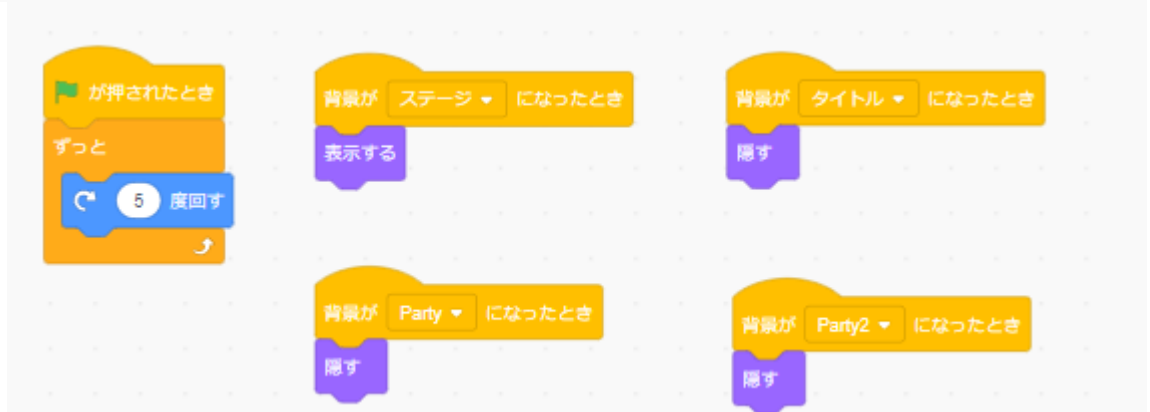 が押されたとき
ずっと
5 度回す
背景が ステージ になったとき
表示する
背景が タイトル になったとき
隠す
背景が Party になったとき
隠す
背景が Party2 になったとき
隠す